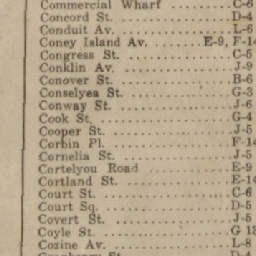 Commercial Wharf ........ C-6
Concord St. ............. D-4
Conduit Av. ............. L-6
Coney Island Av. ....... E-9, F-14
Congress St. ............ C-5
Conklin Av. ............. J-9
Conover St. ............. B-6
Conselyea St. ........... G-3
Conway St. .............. J-6
Cook St. ................ G-4
Cooper St. .............. J-5
Corbin Pl. .............. F-14
Cornelia St. ............ J-5
Cortelyou Road .......... E-9
Cortland St. ............ E-14
Court St. ............... C-6
Court Sq. ............... D-5
Covert St. .............. J-5
Coyle St. ............... G 13
Cozine Av. .............. L-8